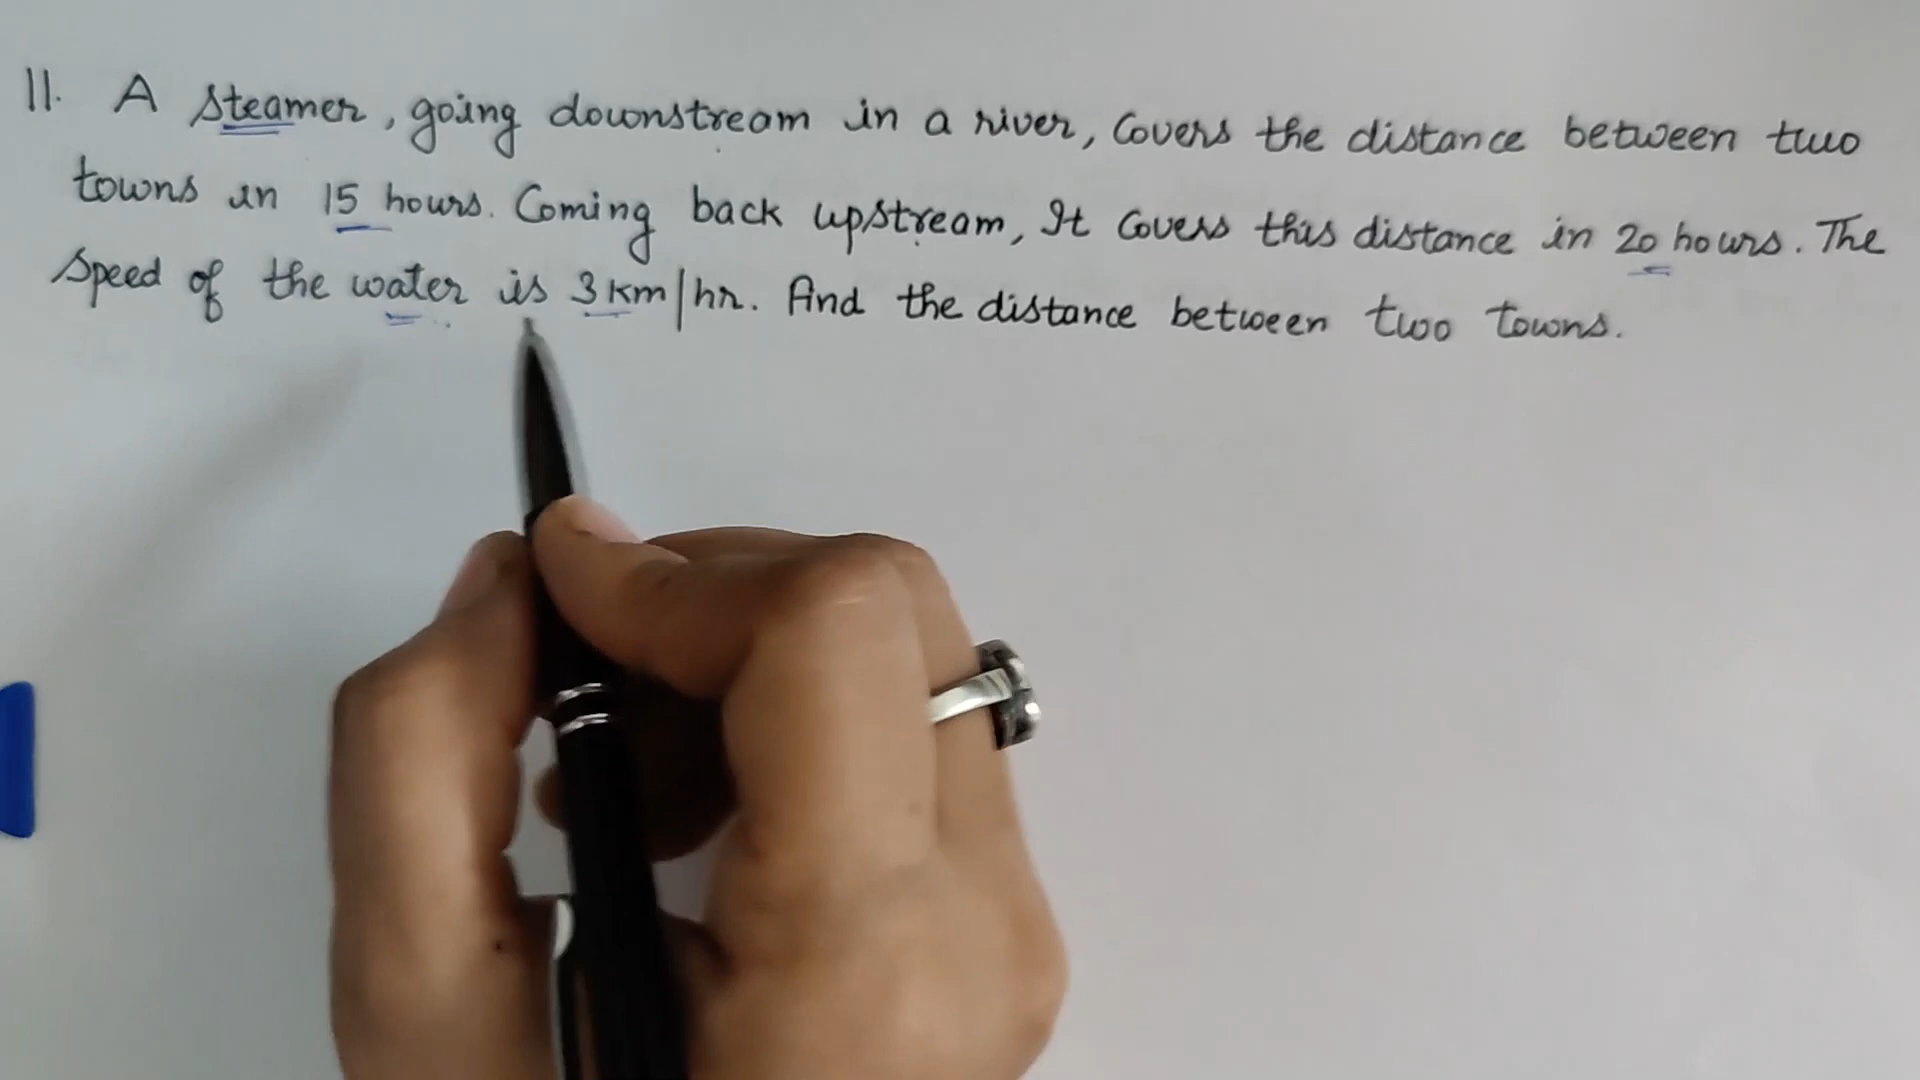 11. A steamer, going downstream in a river, Covers the distance between two
towns in 15 hours. Coming back upstream, It Covers this distance in 20 hours. The
speed of the water is 3 km/hr. Find the distance between two towns.